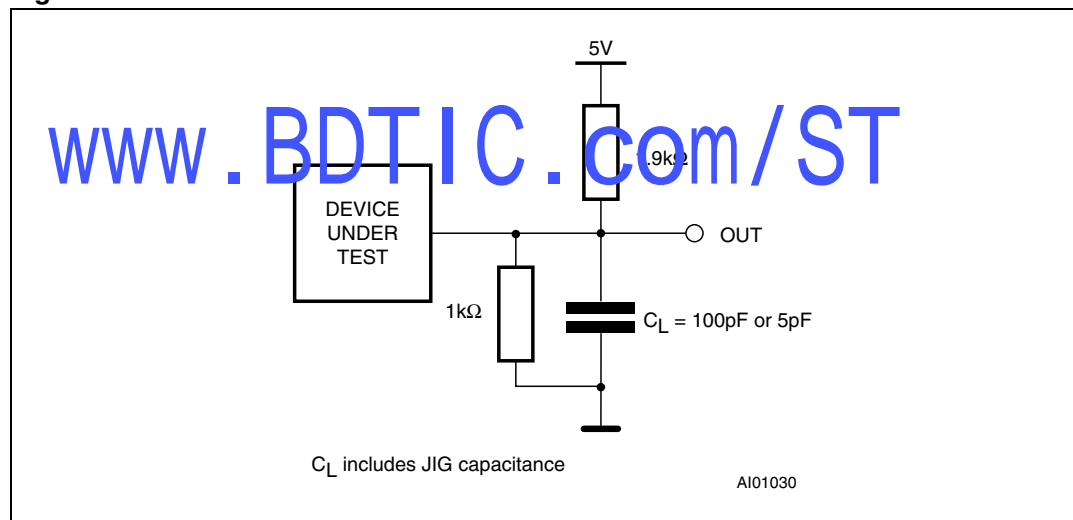 5V
www.BDTIC.com/ST
DEVICE
UNDER
TEST
OUT
1kΩ
CL = 100pF or 5pF
CL includes JIG capacitance
AI01030